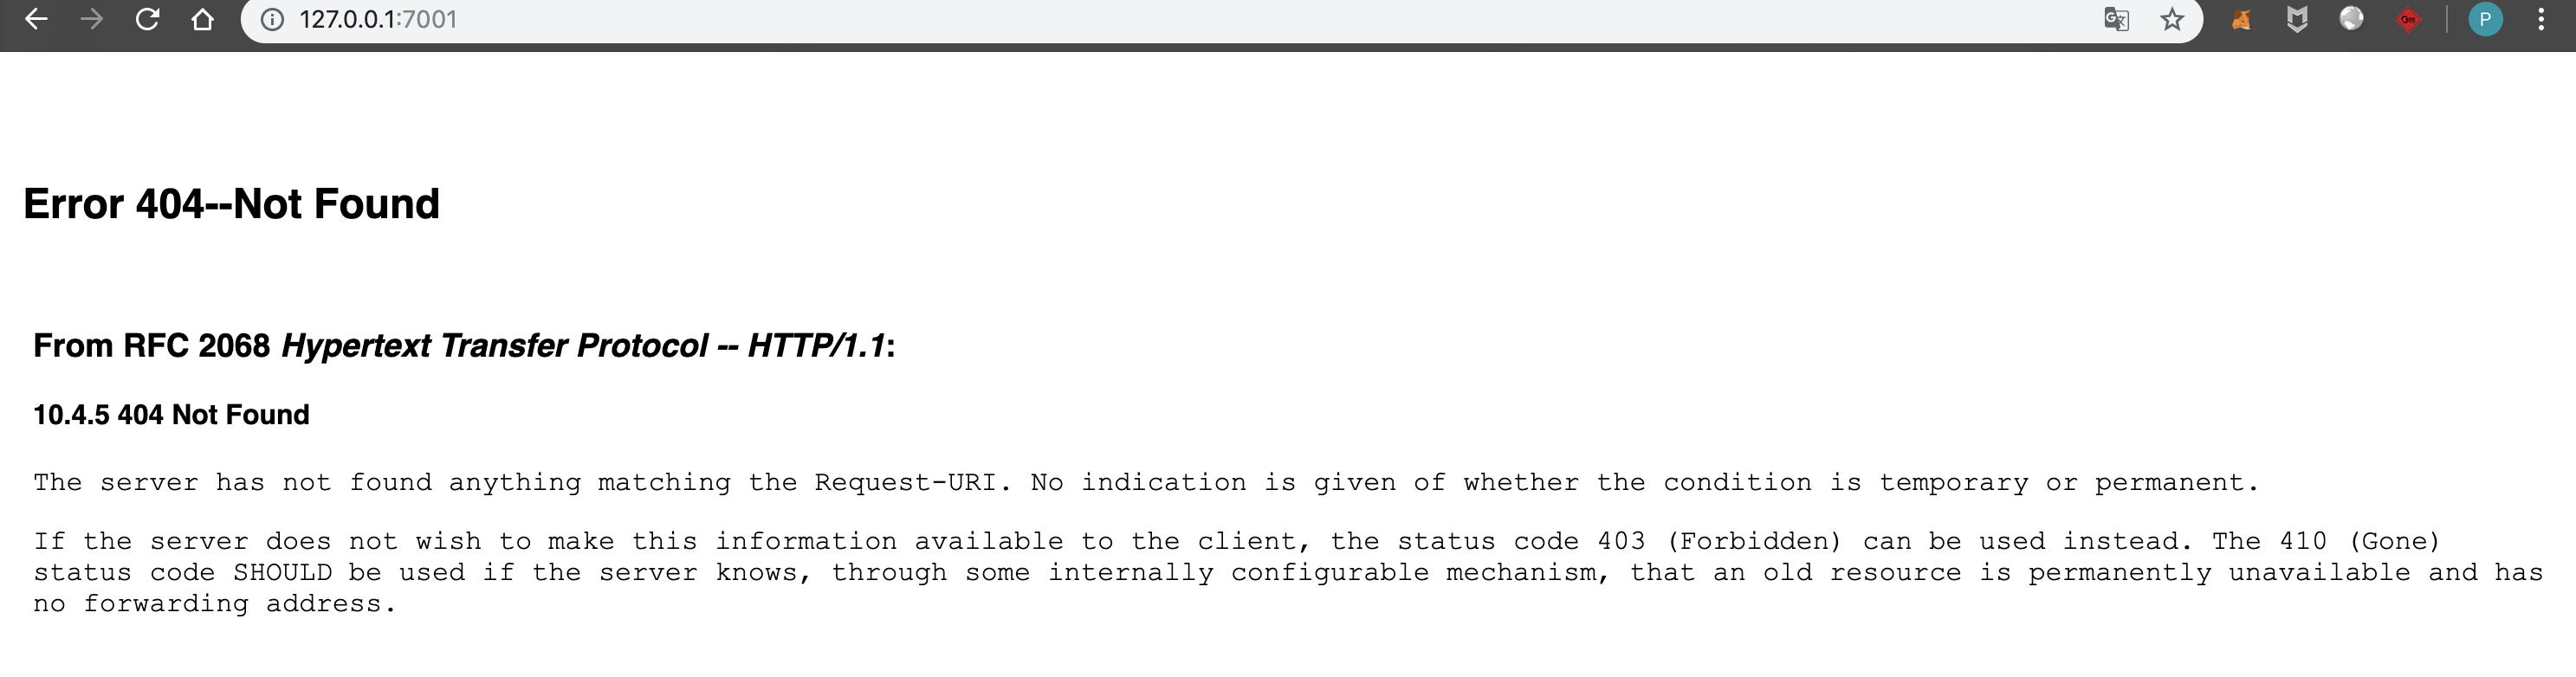 127.0.0.1:7001
P
Error 404--Not Found
From RFC 2068 Hypertext Transfer Protocol -- HTTP/1.1:
10.4.5 404 Not Found
The server has not found anything matching the Request-URI. No indication is given of whether the condition is temporary or permanent.
If the server does not wish to make this information available to the client, the status code 403 (Forbidden) can be used instead. The 410 (Gone)
status code SHOULD be used if the server knows, through some internally configurable mechanism, that an old resource is permanently unavailable and has
no forwarding address.